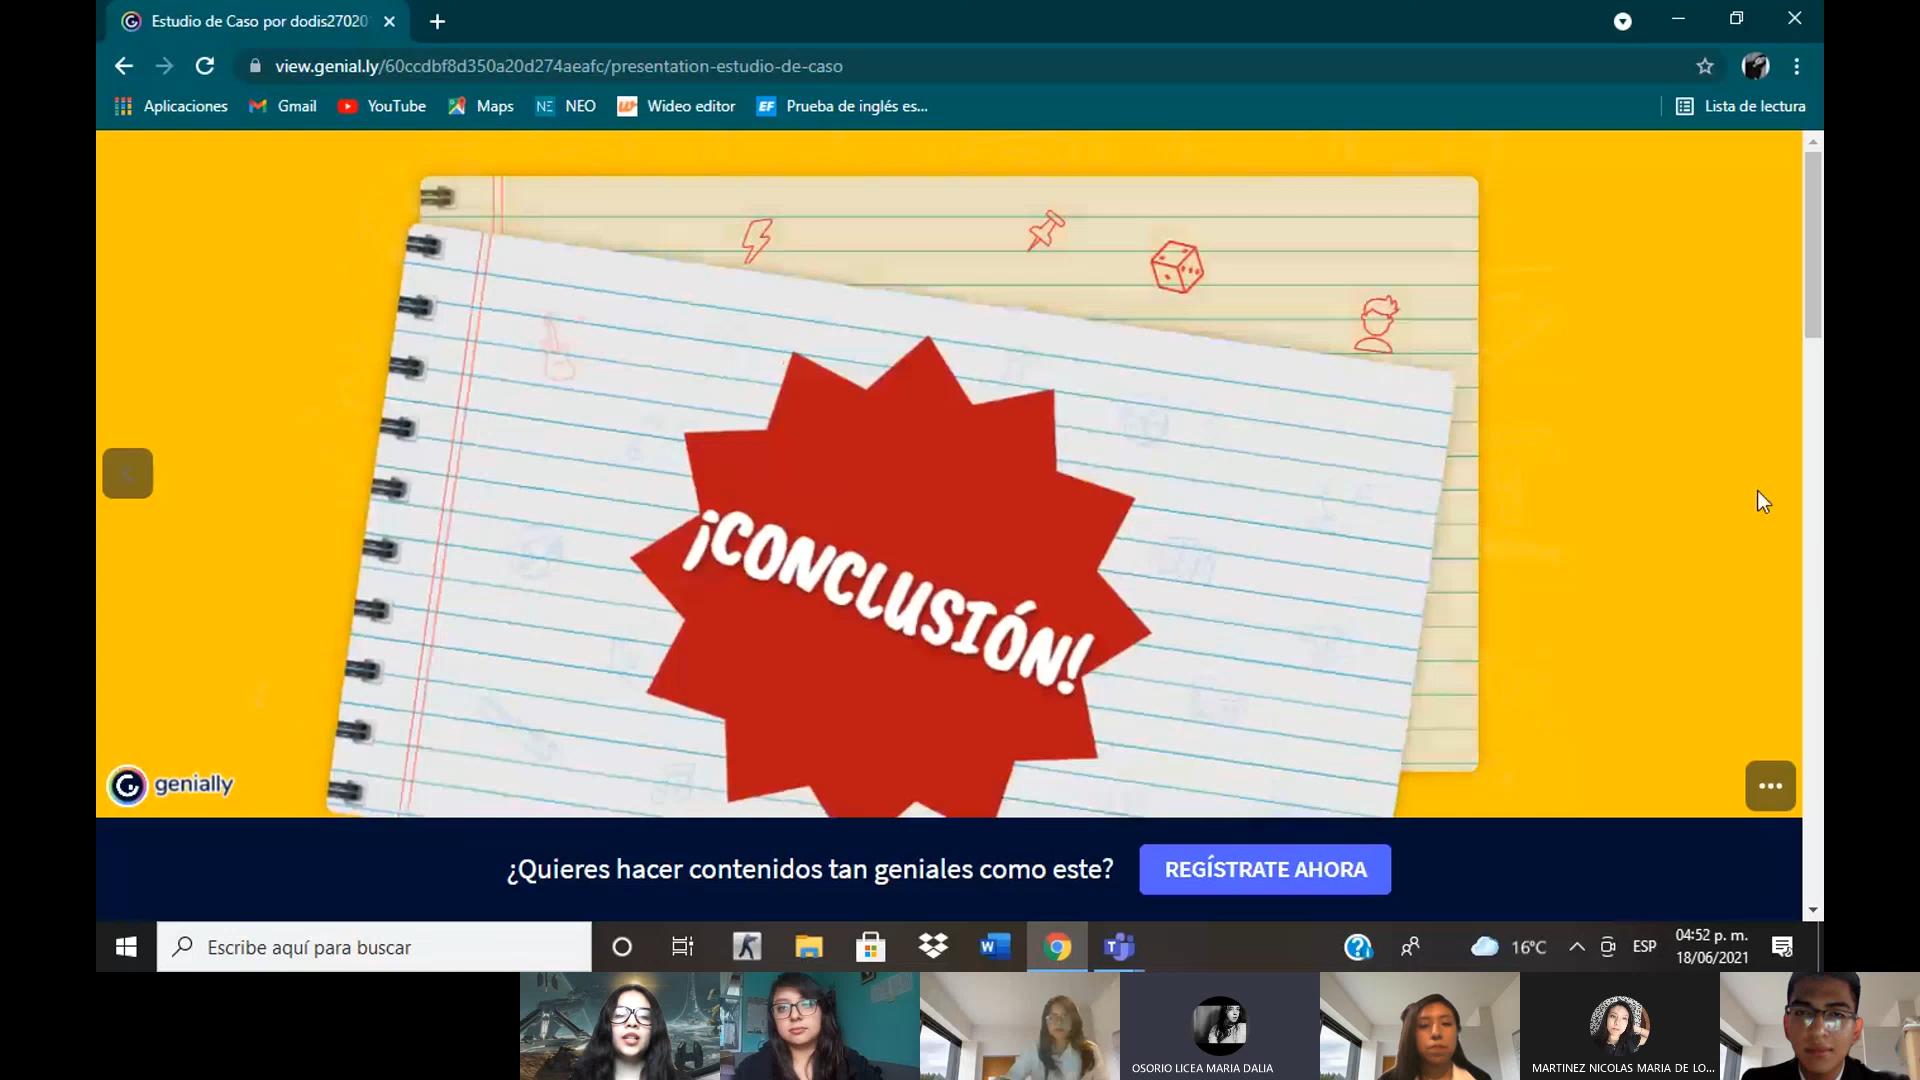 Estudio de Caso por dodis27020
view.genial.ly/60ccdbf8d350a20d274aeafc/presentation-estudio-de-caso
Aplicaciones Gmail YouTube Maps NE NEO Wideo editor EF Prueba de inglés es... Lista de lectura
¡CONCLUSIÓN!
genially
¿Quieres hacer contenidos tan geniales como este? REGÍSTRATE AHORA
Escribe aquí para buscar
16°C ESP 04:52 p. m.
18/06/2021
OSORIO LICEA MARIA DALIA
MARTINEZ NICOLAS MARIA DE LO...